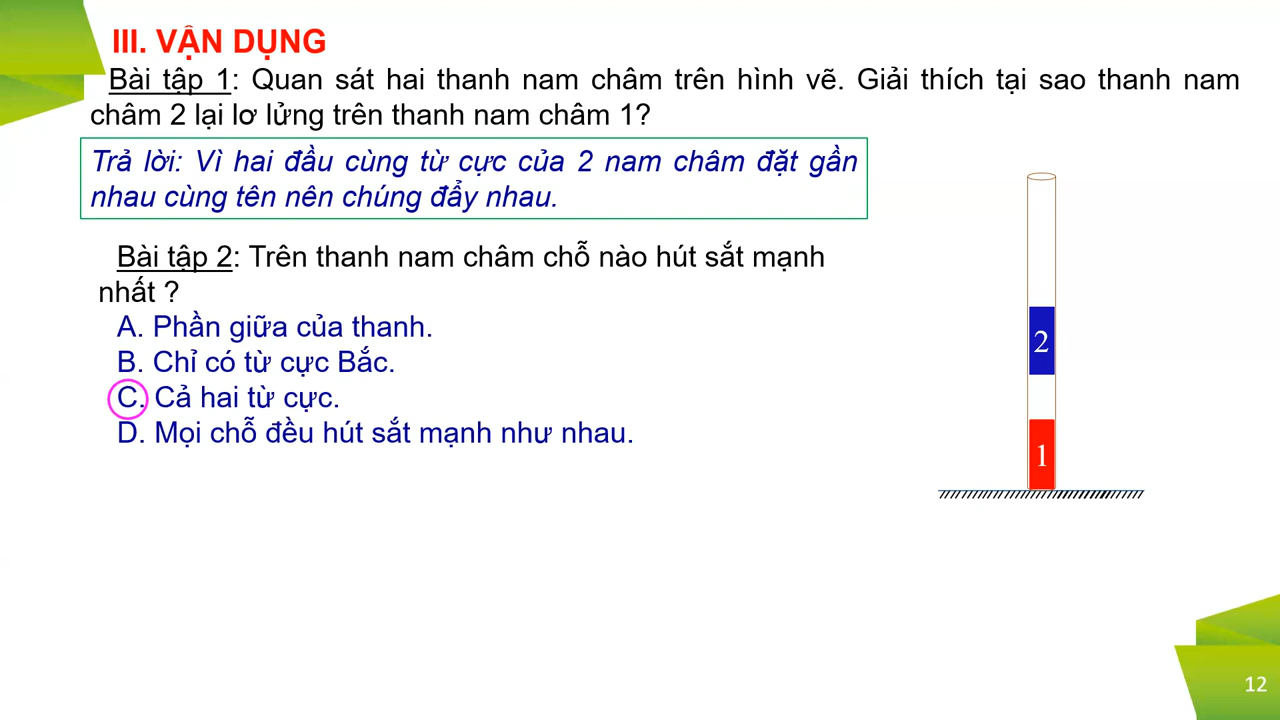 III. VẬN DỤNG
Bài tập 1: Quan sát hai thanh nam châm trên hình vẽ. Giải thích tại sao thanh nam
châm 2 lại lơ lửng trên thanh nam châm 1?
Trả lời: Vì hai đầu cùng từ cực của 2 nam châm đặt gần
nhau cùng tên nên chúng đẩy nhau.
Bài tập 2: Trên thanh nam châm chỗ nào hút sắt mạnh
nhất ?
A. Phần giữa của thanh.
B. Chỉ có từ cực Bắc.
C. Cả hai từ cực.
D. Mọi chỗ đều hút sắt mạnh như nhau.
2
1
12